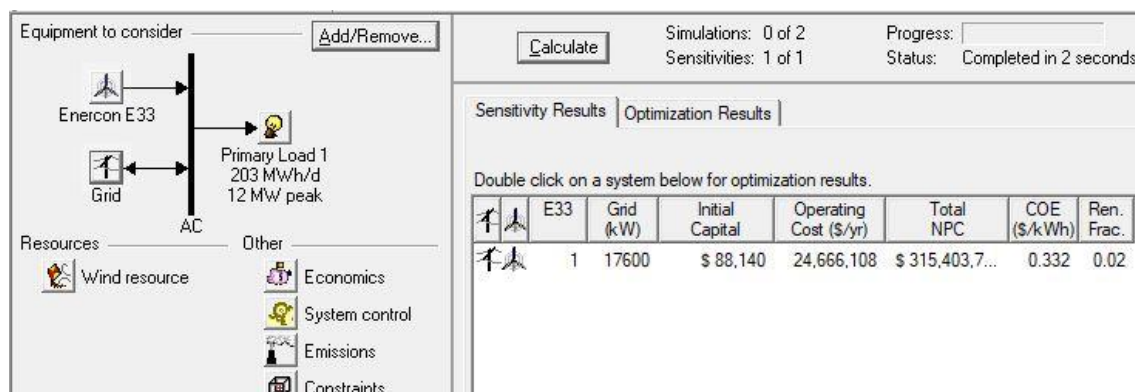 Equipment to consider
Add/Remove...
Enercon E33
Grid
AC
Primary Load 1
203 MWh/d
12 MW peak
Resources
Wind resource
Other
Economics
System control
Emissions
Constraints
Calculate
Simulations: 0 of 2
Sensitivities: 1 of 1
Progress:
Status: Completed in 2 seconds
Sensitivity Results Optimization Results
Double click on a system below for optimization results.
E33 Grid (kW) Initial Capital Operating Cost ($/yr) Total NPC COE ($/kWh) Ren. Frac.
1 17600 $ 88,140 24,666,108 $ 315,403,7... 0.332 0.02